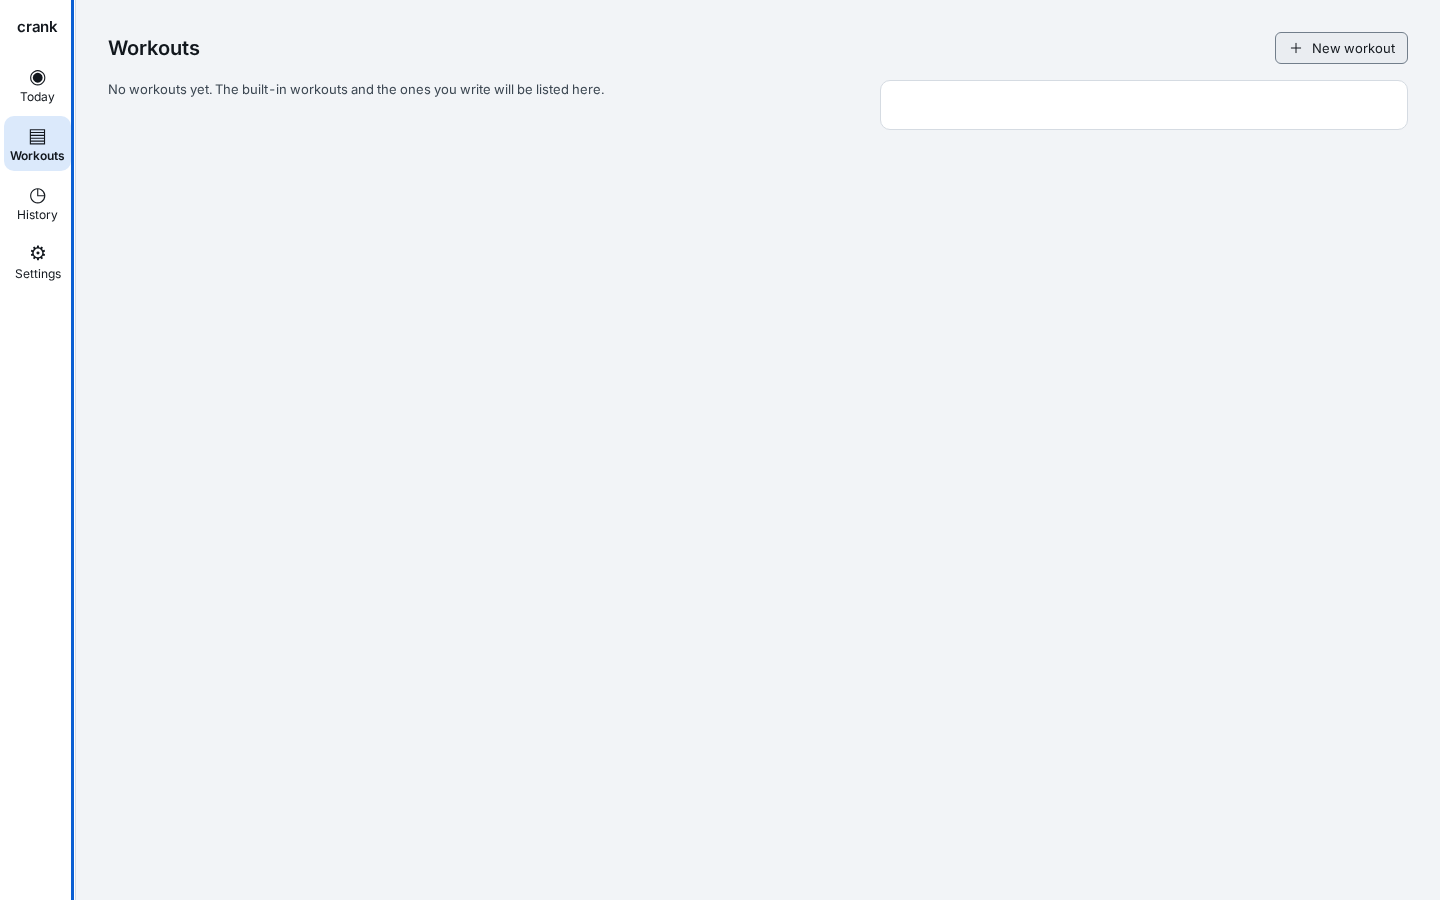 crank
Today
Workouts
History
Settings
Workouts
New workout
No workouts yet. The built-in workouts and the ones you write will be listed here.